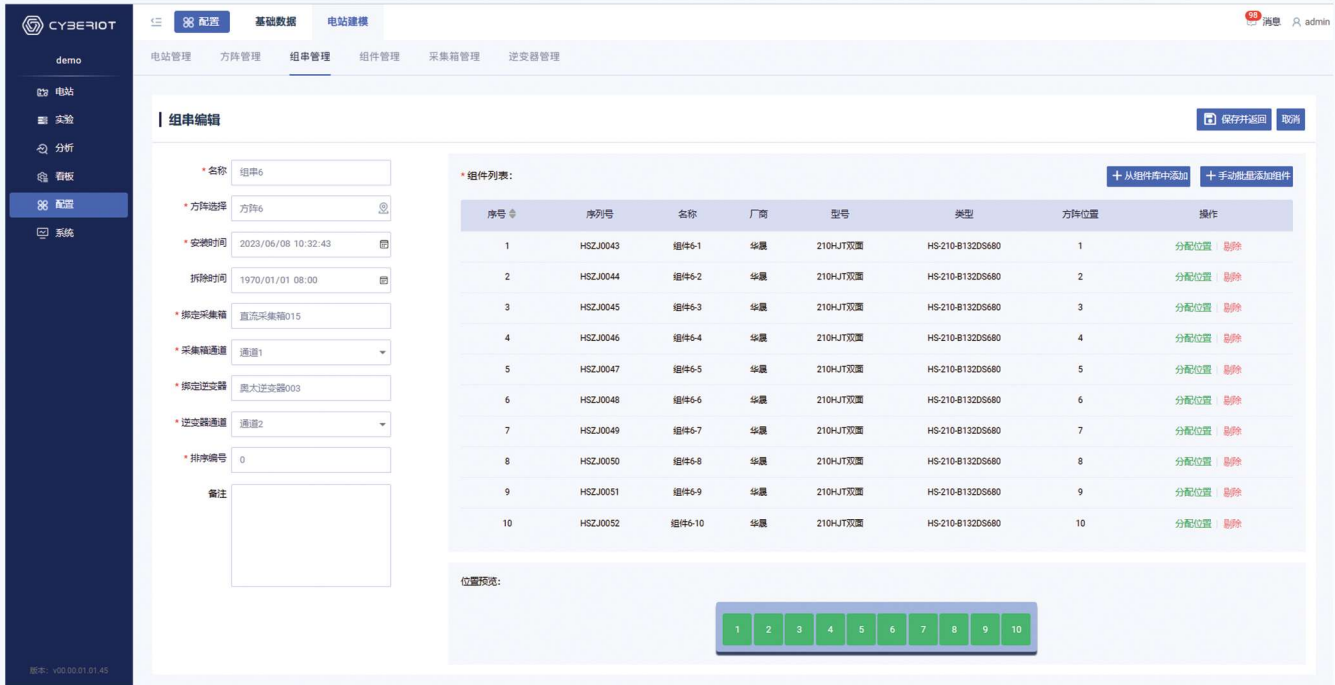 CYBERIOT
demo
电站
实验
分析
看板
配置
系统
版本：v00.00.01.01.45
配置 基础数据 电站建模
98 消息 admin
电站管理 方阵管理 组串管理 组件管理 采集箱管理 逆变器管理
组串编辑
保存并返回 取消
* 名称 组串6
* 方阵选择 方阵6
* 安装时间 2023/06/08 10:32:43
拆除时间 1970/01/01 08:00
* 绑定采集箱 直流采集箱015
* 采集箱通道 通道1
* 绑定逆变器 奥太逆变器003
* 逆变器通道 通道2
* 排序编号 0
备注
* 组件列表：
+ 从组件库中添加 + 手动批量添加组件
序号 序列号 名称 厂商 型号 类型 方阵位置 操作
1 HSZJ0043 组件6-1 华晟 210HJT双面 HS-210-B132DS680 1 分配位置 剔除
2 HSZJ0044 组件6-2 华晟 210HJT双面 HS-210-B132DS680 2 分配位置 剔除
3 HSZJ0045 组件6-3 华晟 210HJT双面 HS-210-B132DS680 3 分配位置 剔除
4 HSZJ0046 组件6-4 华晟 210HJT双面 HS-210-B132DS680 4 分配位置 剔除
5 HSZJ0047 组件6-5 华晟 210HJT双面 HS-210-B132DS680 5 分配位置 剔除
6 HSZJ0048 组件6-6 华晟 210HJT双面 HS-210-B132DS680 6 分配位置 剔除
7 HSZJ0049 组件6-7 华晟 210HJT双面 HS-210-B132DS680 7 分配位置 剔除
8 HSZJ0050 组件6-8 华晟 210HJT双面 HS-210-B132DS680 8 分配位置 剔除
9 HSZJ0051 组件6-9 华晟 210HJT双面 HS-210-B132DS680 9 分配位置 剔除
10 HSZJ0052 组件6-10 华晟 210HJT双面 HS-210-B132DS680 10 分配位置 剔除
位置预览：
1 2 3 4 5 6 7 8 9 10